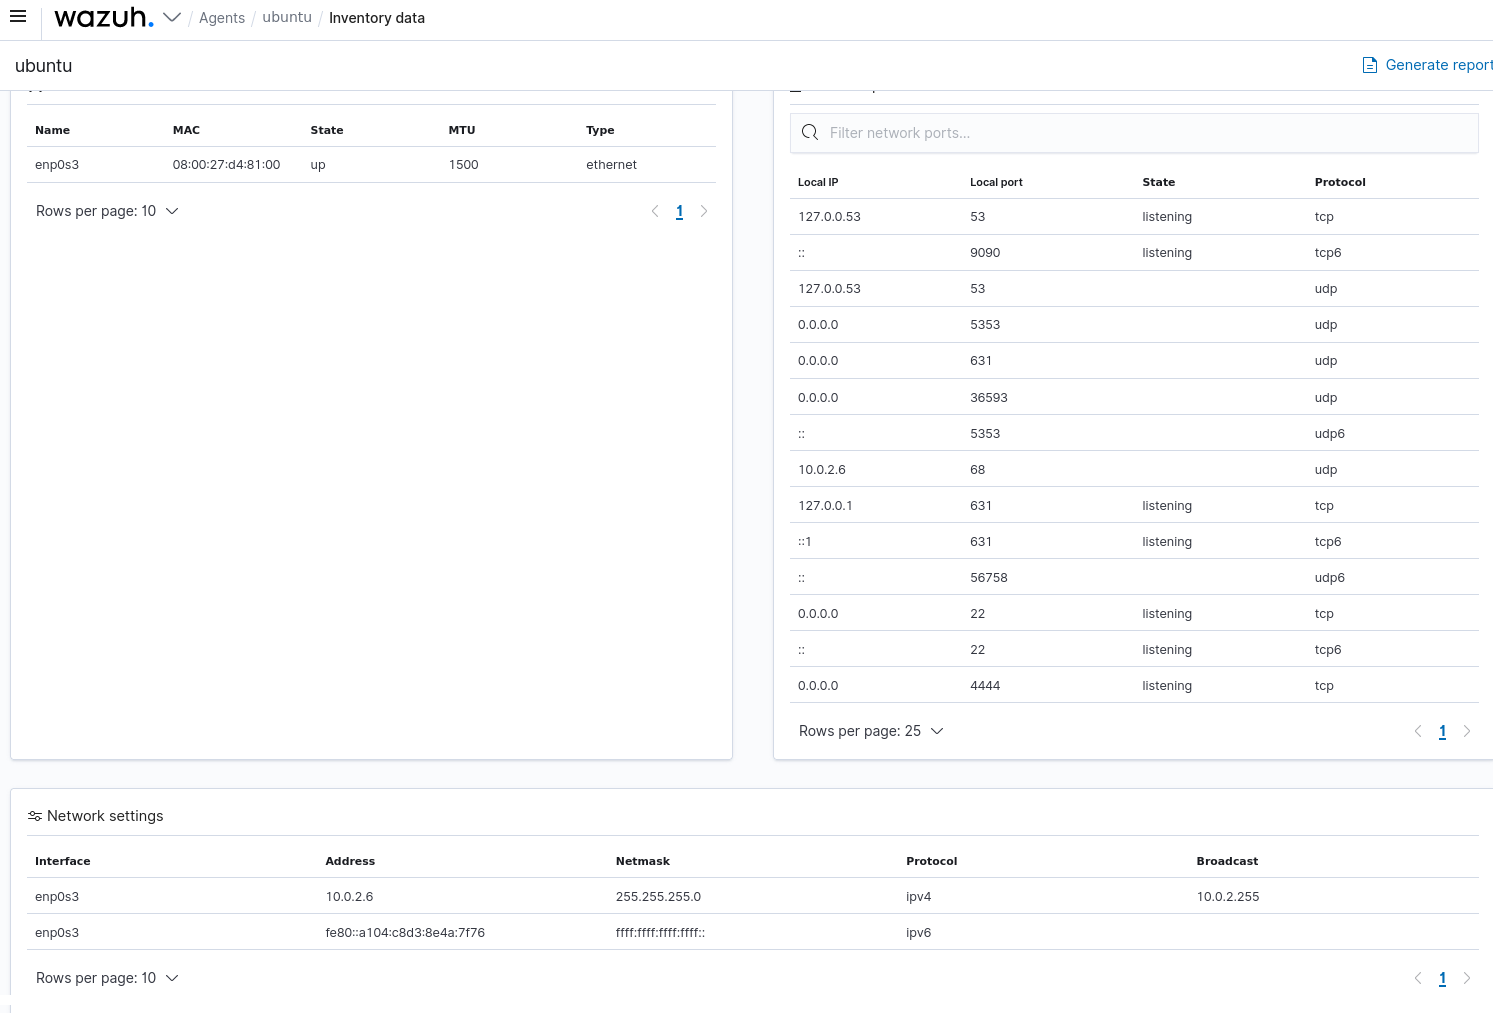 wazuh. / Agents / ubuntu / Inventory data
ubuntu
Generate report
Name MAC State MTU Type
enp0s3 08:00:27:d4:81:00 up 1500 ethernet
Rows per page: 10 1
Filter network ports...
Local IP Local port State Protocol
127.0.0.53 53 listening tcp
:: 9090 listening tcp6
127.0.0.53 53 udp
0.0.0.0 5353 udp
0.0.0.0 631 udp
0.0.0.0 36593 udp
:: 5353 udp6
10.0.2.6 68 udp
127.0.0.1 631 listening tcp
::1 631 listening tcp6
:: 56758 udp6
0.0.0.0 22 listening tcp
:: 22 listening tcp6
0.0.0.0 4444 listening tcp
Rows per page: 25 1
Network settings
Interface Address Netmask Protocol Broadcast
enp0s3 10.0.2.6 255.255.255.0 ipv4 10.0.2.255
enp0s3 fe80::a104:c8d3:8e4a:7f76 ffff:ffff:ffff:ffff:: ipv6
Rows per page: 10 1